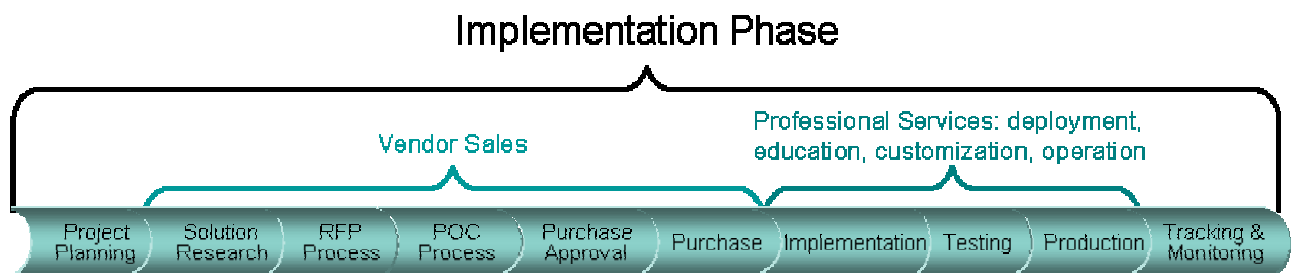 Implementation Phase
Vendor Sales
Professional Services: deployment,
education, customization, operation
Project
Planning
Solution
Research
RFP
Process
POC
Process
Purchase
Approval
Purchase
Implementation
Testing
Production
Tracking &
Monitoring